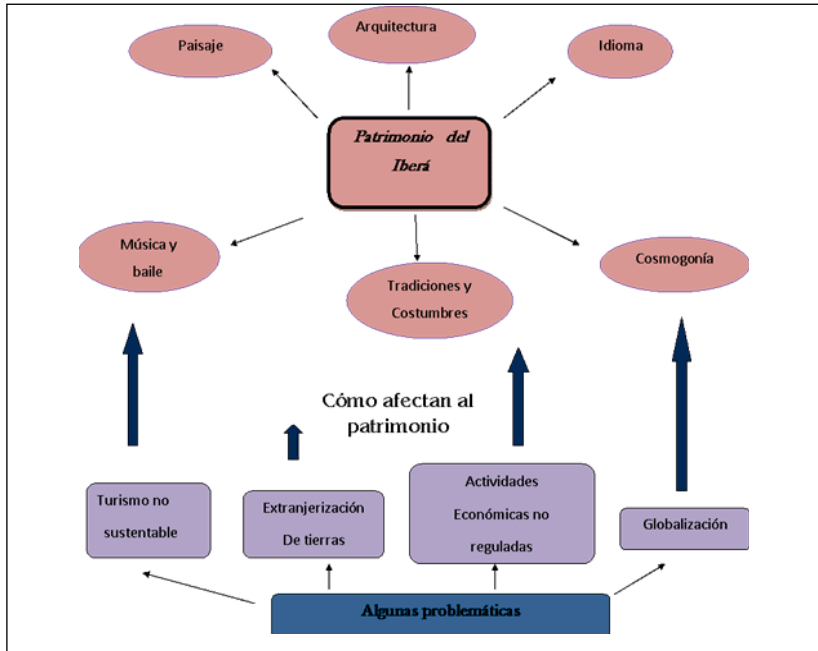 Arquitectura
Paisaje
Idioma
Patrimonio del
Iberá
Música y
baile
Tradiciones y
Costumbres
Cosmogonía
Cómo afectan al
patrimonio
Turismo no
sustentable
Extranjerización
De tierras
Actividades
Económicas no
reguladas
Globalización
Algunas problemáticas